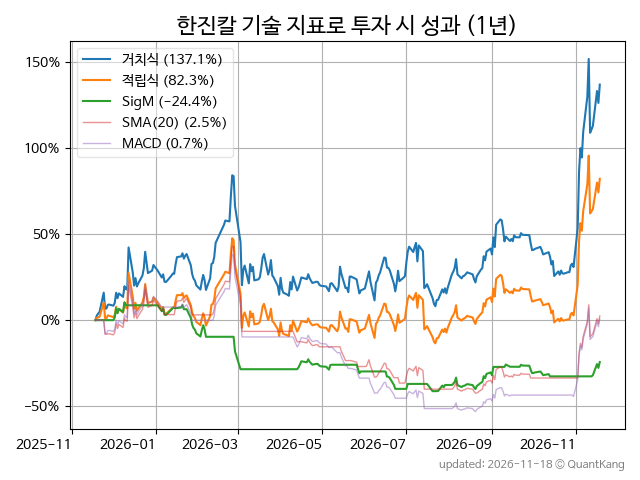 한진칼 기술 지표로 투자 시 성과 (1년)
거치식 (137.1%)
적립식 (82.3%)
SigM (−24.4%)
SMA(20) (2.5%)
MACD (0.7%)
150%
100%
50%
0%
−50%
2025-11
2026-01
2026-03
2026-05
2026-07
2026-09
2026-11
updated: 2026-11-18 © QuantKang